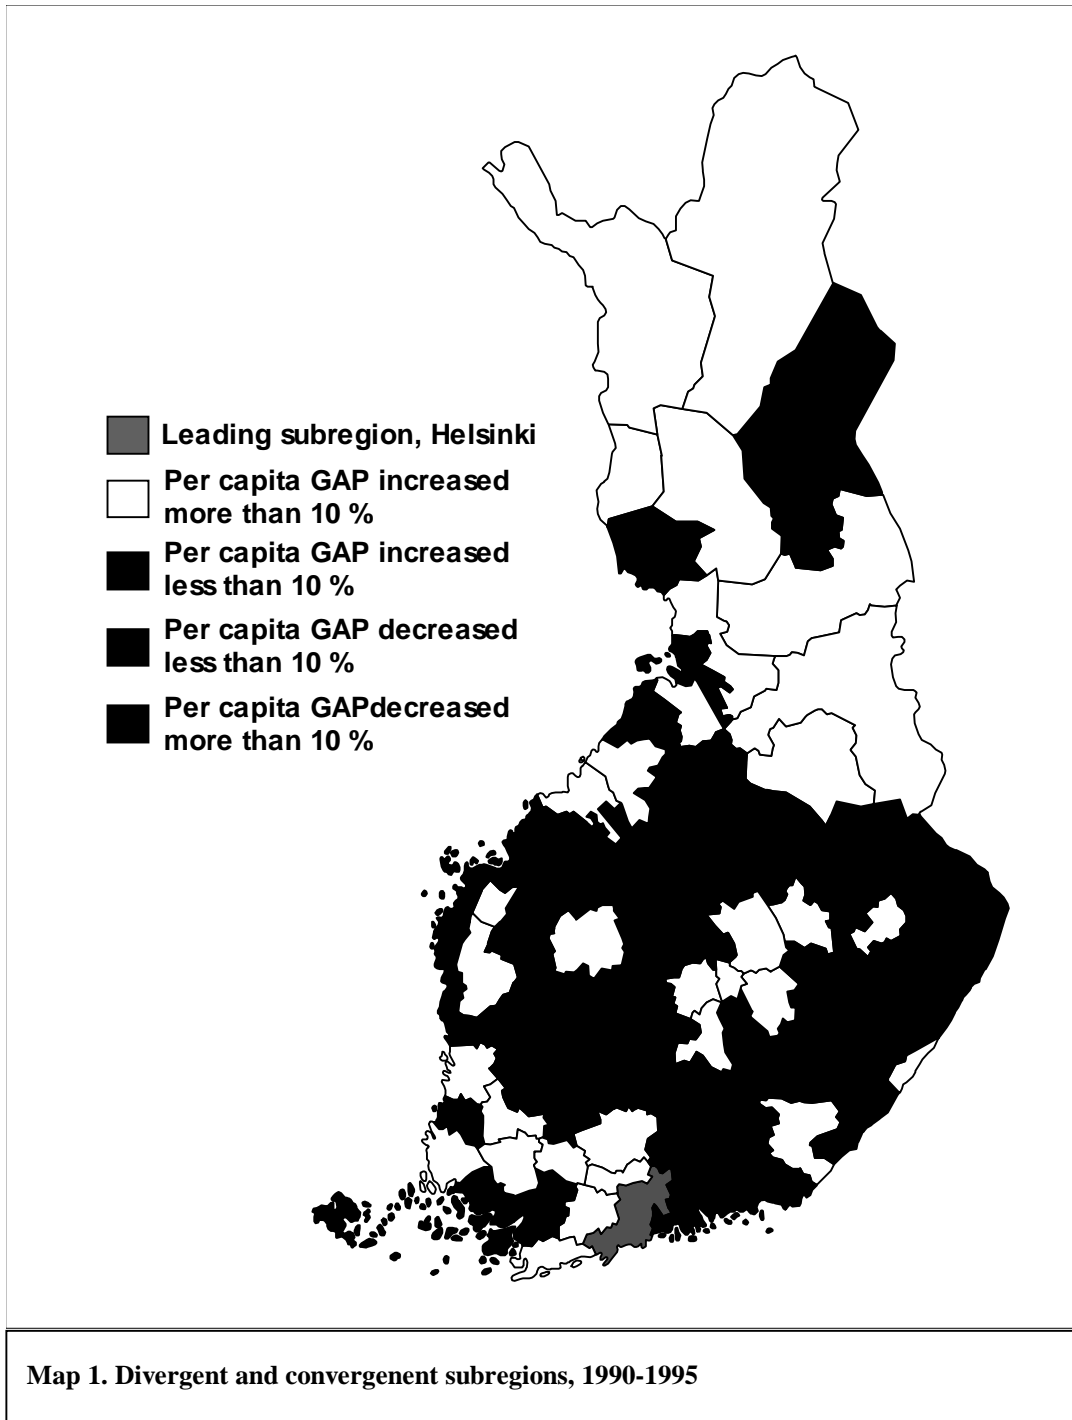 Leading subregion, Helsinki
Per capita GAP increased
more than 10 %
Per capita GAP increased
less than 10 %
Per capita GAP decreased
less than 10 %
Per capita GAPdecreased
more than 10 %
Map 1. Divergent and convergenent subregions, 1990-1995